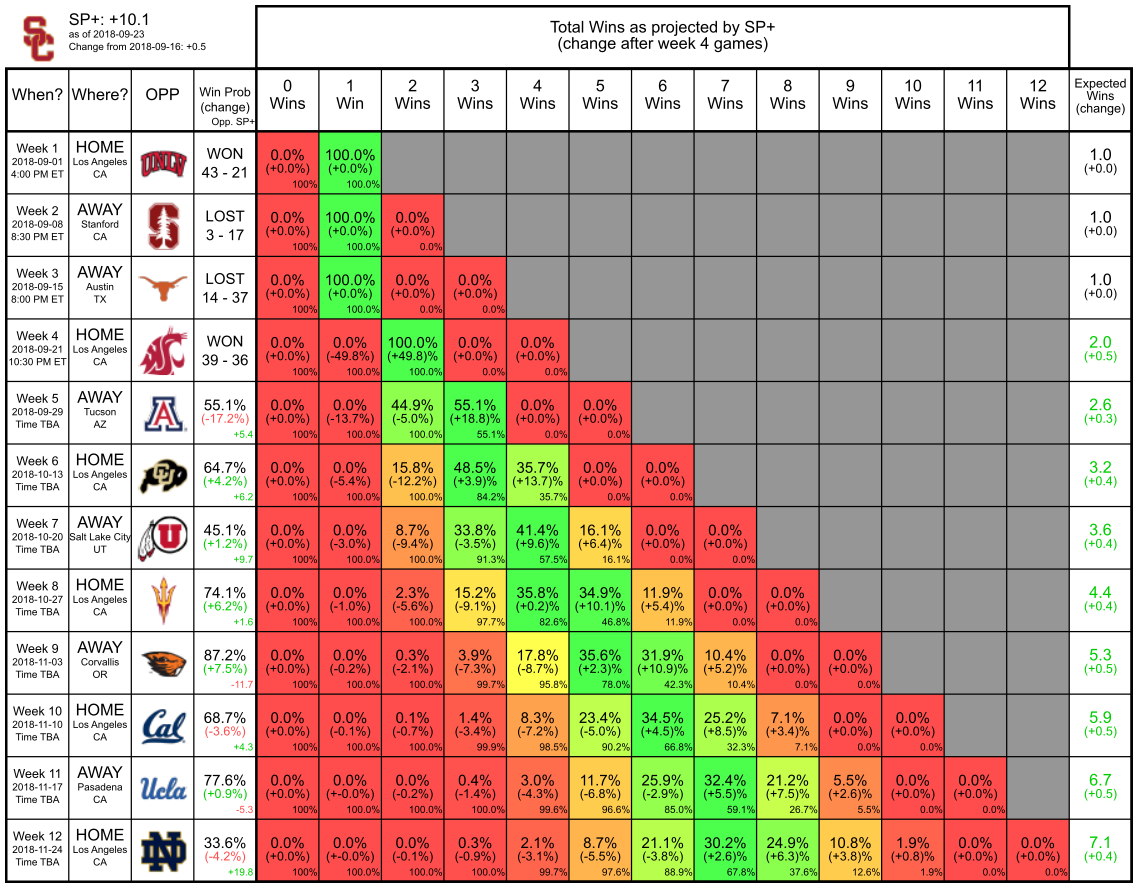 SC
SP+: +10.1
as of 2018-09-23
Change from 2018-09-16: +0.5
Total Wins as projected by SP+
(change after week 4 games)
When? Where? OPP Win Prob (change) Opp. SP+ 0 Wins 1 Win 2 Wins 3 Wins 4 Wins 5 Wins 6 Wins 7 Wins 8 Wins 9 Wins 10 Wins 11 Wins 12 Wins Expected Wins (change)
Week 1 HOME UNLV WON 0.0% 100.0% 1.0
2018-09-01 Los Angeles 43 - 21 (+0.0%) (+0.0%) (+0.0)
4:00 PM ET CA 100% 100.0%
Week 2 AWAY S LOST 0.0% 100.0% 0.0% 1.0
2018-09-08 Stanford 3 - 17 (+0.0%) (+0.0%) (+0.0%) (+0.0)
8:30 PM ET CA 100% 100.0% 0.0%
Week 3 AWAY LOST 0.0% 100.0% 0.0% 0.0% 1.0
2018-09-15 Austin 14 - 37 (+0.0%) (+0.0%) (+0.0%) (+0.0%) (+0.0)
8:00 PM ET TX 100% 100.0% 0.0% 0.0%
Week 4 HOME WON 0.0% 0.0% 100.0% 0.0% 0.0% 2.0
2018-09-21 Los Angeles 39 - 36 (+0.0%) (-49.8%) (+49.8)% (+0.0%) (+0.0%) (+0.5)
10:30 PM ET CA 100% 100.0% 100.0% 0.0% 0.0%
Week 5 AWAY A 55.1% 0.0% 0.0% 44.9% 55.1% 0.0% 0.0% 2.6
2018-09-29 Tucson (-17.2%) (+0.0%) (-13.7%) (-5.0%) (+18.8)% (+0.0%) (+0.0%) (+0.3)
Time TBA AZ +5.4 100% 100.0% 100.0% 55.1% 0.0% 0.0%
Week 6 HOME CU 64.7% 0.0% 0.0% 15.8% 48.5% 35.7% 0.0% 0.0% 3.2
2018-10-13 Los Angeles (+4.2%) (+0.0%) (-5.4%) (-12.2%) (+3.9)% (+13.7)% (+0.0%) (+0.0%) (+0.4)
Time TBA CA +6.2 100% 100.0% 100.0% 84.2% 35.7% 0.0% 0.0%
Week 7 AWAY U 45.1% 0.0% 0.0% 8.7% 33.8% 41.4% 16.1% 0.0% 0.0% 3.6
2018-10-20 Salt Lake City (+1.2%) (+0.0%) (-3.0%) (-9.4%) (-3.5%) (+9.6)% (+6.4)% (+0.0%) (+0.0%) (+0.4)
Time TBA UT +9.7 100% 100.0% 100.0% 91.3% 57.5% 16.1% 0.0% 0.0%
Week 8 HOME 74.1% 0.0% 0.0% 2.3% 15.2% 35.8% 34.9% 11.9% 0.0% 0.0% 4.4
2018-10-27 Los Angeles (+6.2%) (+0.0%) (-1.0%) (-5.6%) (-9.1%) (+0.2)% (+10.1)% (+5.4)% (+0.0%) (+0.0%) (+0.4)
Time TBA CA +1.6 100% 100.0% 100.0% 97.7% 82.6% 46.8% 11.9% 0.0% 0.0%
Week 9 AWAY 87.2% 0.0% 0.0% 0.3% 3.9% 17.8% 35.6% 31.9% 10.4% 0.0% 0.0% 5.3
2018-11-03 Corvallis (+7.5%) (+0.0%) (-0.2%) (-2.1%) (-7.3%) (-8.7%) (+2.3)% (+10.9)% (+5.2)% (+0.0%) (+0.0%) (+0.5)
Time TBA OR -11.7 100% 100.0% 100.0% 99.7% 95.8% 78.0% 42.3% 10.4% 0.0% 0.0%
Week 10 HOME Cal 68.7% 0.0% 0.0% 0.1% 1.4% 8.3% 23.4% 34.5% 25.2% 7.1% 0.0% 0.0% 5.9
2018-11-10 Los Angeles (-3.6%) (+0.0%) (-0.1%) (-0.7%) (-3.4%) (-7.2%) (-5.0%) (+4.5)% (+8.5)% (+3.4)% (+0.0%) (+0.0%) (+0.5)
Time TBA CA +4.3 100% 100.0% 100.0% 99.9% 98.5% 90.2% 66.8% 32.3% 7.1% 0.0% 0.0%
Week 11 AWAY Ucla 77.6% 0.0% 0.0% 0.0% 0.4% 3.0% 11.7% 25.9% 32.4% 21.2% 5.5% 0.0% 0.0% 6.7
2018-11-17 Pasadena (+0.9%) (+0.0%) (+-0.0%) (-0.2%) (-1.4%) (-4.3%) (-6.8%) (-2.9%) (+5.5)% (+7.5)% (+2.6)% (+0.0%) (+0.0%) (+0.5)
Time TBA CA -5.3 100% 100.0% 100.0% 100.0% 99.6% 96.6% 85.0% 59.1% 26.7% 5.5% 0.0% 0.0%
Week 12 HOME ND 33.6% 0.0% 0.0% 0.0% 0.3% 2.1% 8.7% 21.1% 30.2% 24.9% 10.8% 1.9% 0.0% 0.0% 7.1
2018-11-24 Los Angeles (-4.2%) (+0.0%) (+-0.0%) (-0.1%) (-0.9%) (-3.1%) (-5.5%) (-3.8%) (+2.6)% (+6.3)% (+3.8)% (+0.8)% (+0.0%) (+0.0%) (+0.4)
Time TBA CA +19.8 100% 100.0% 100.0% 100.0% 99.7% 97.6% 88.9% 67.8% 37.6% 12.6% 1.9% 0.0% 0.0%